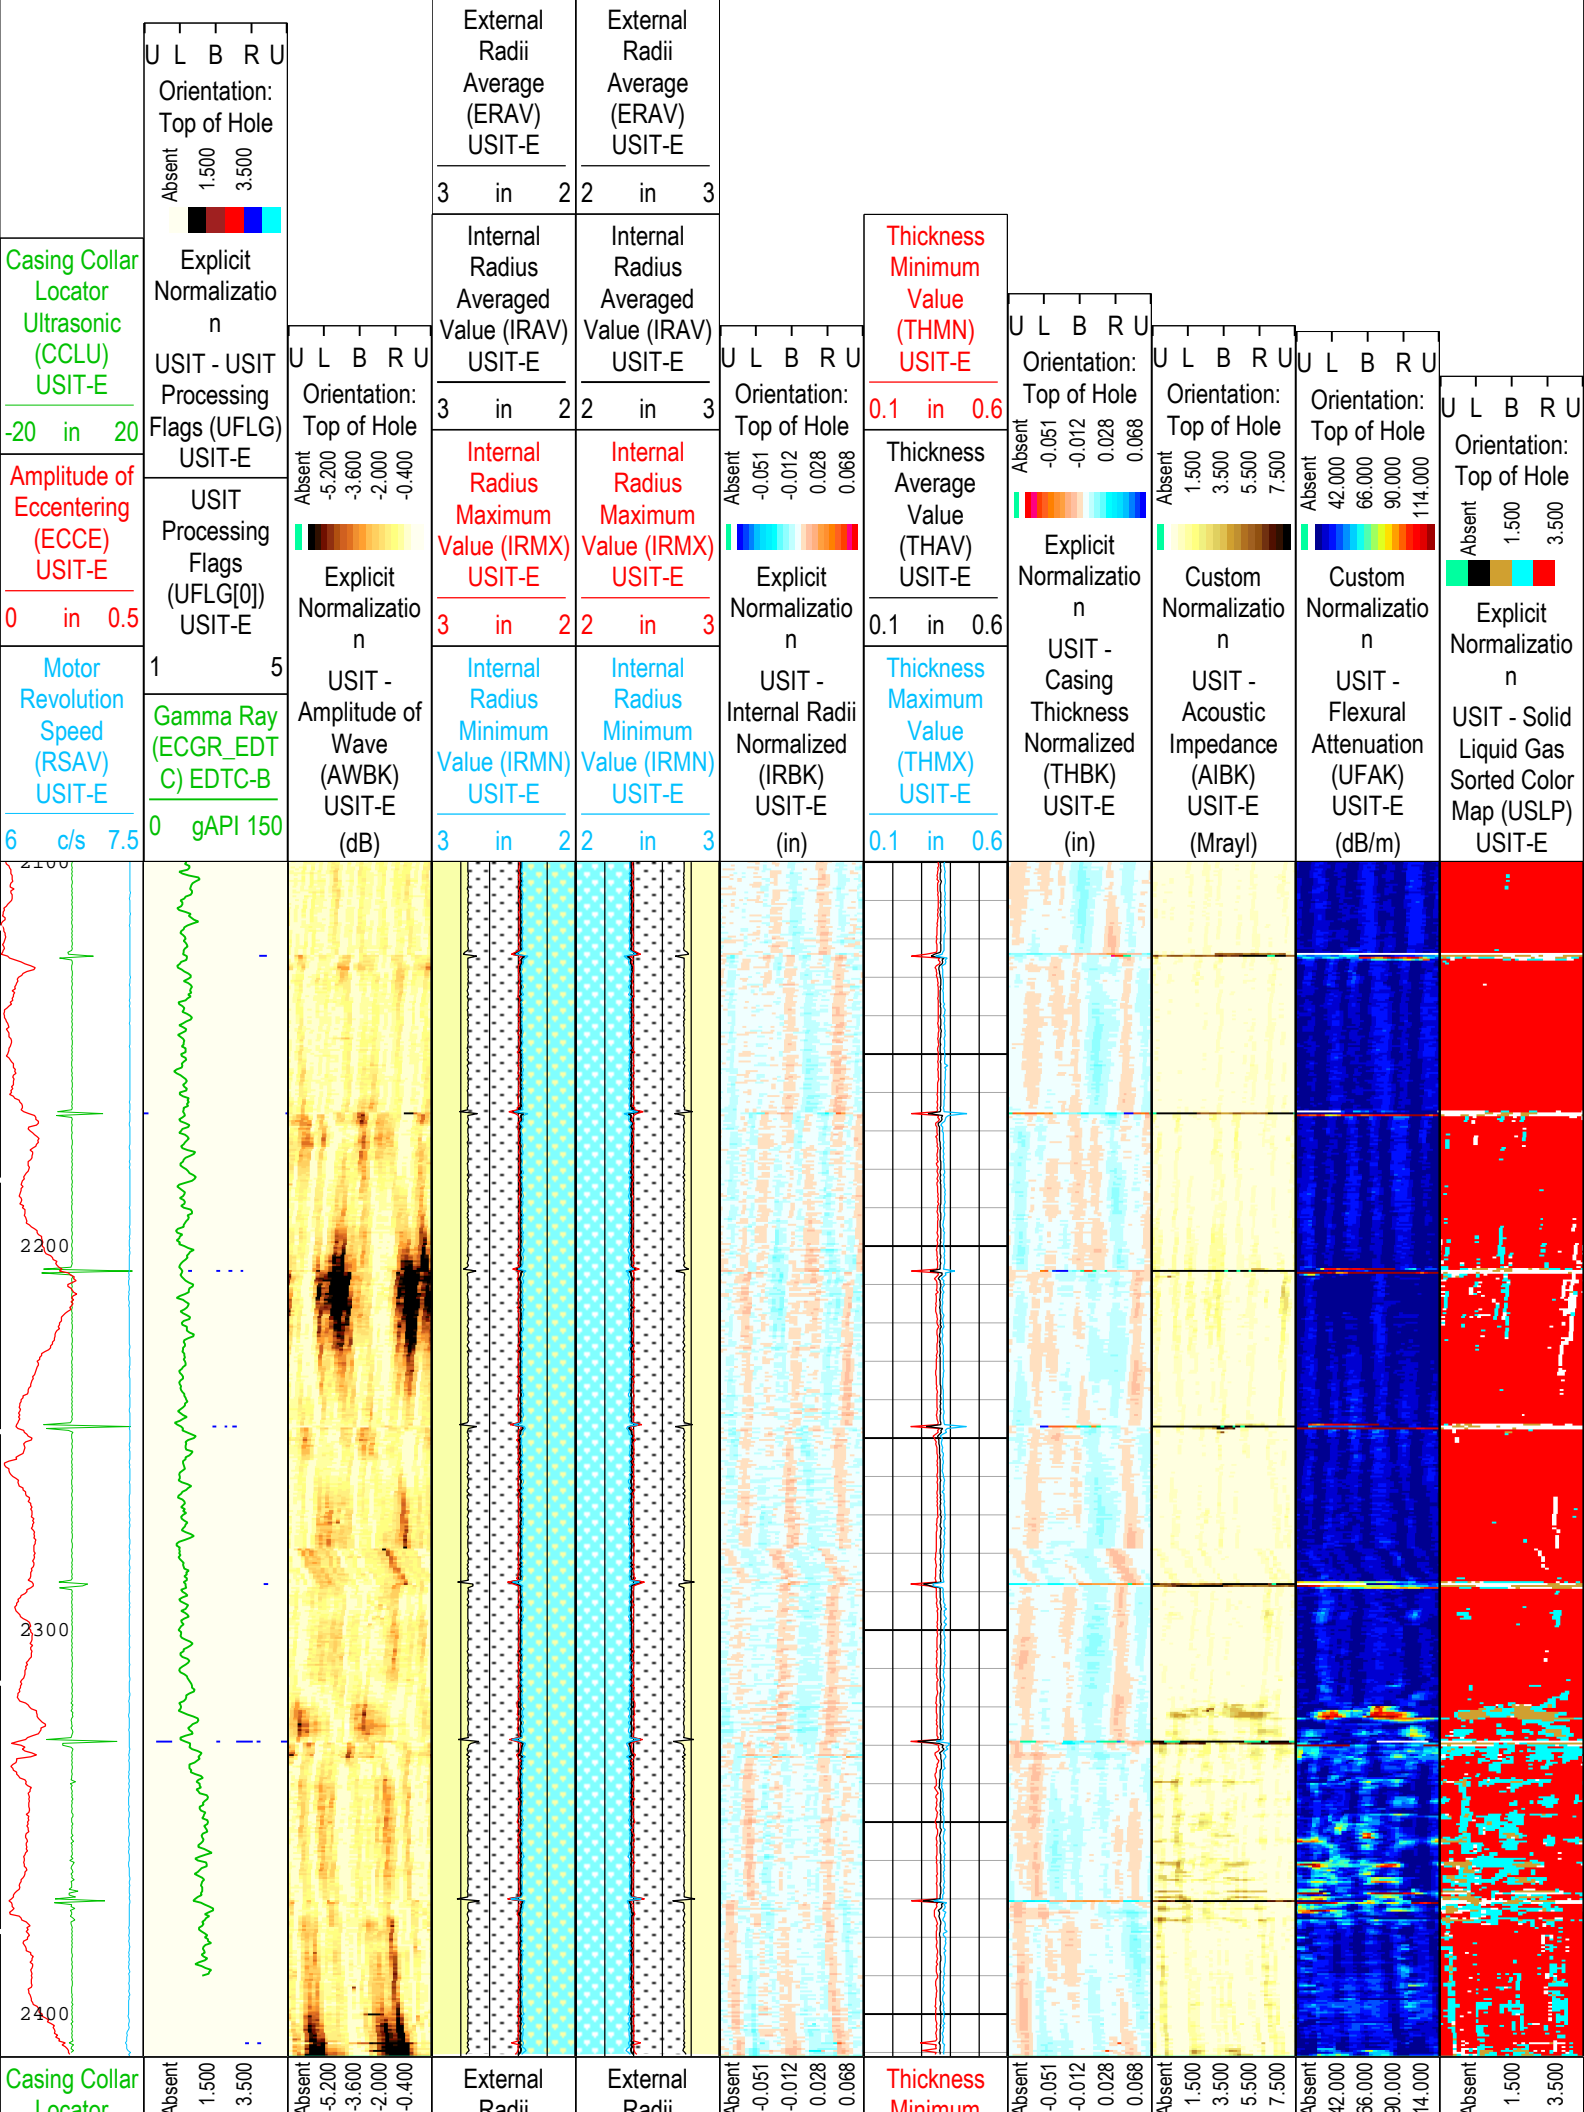 Casing Collar
Locator
Ultrasonic
(CCLU)
USIT-E
-20 in 20
Amplitude of
Eccentering
(ECCE)
USIT-E
0 in 0.5
Motor
Revolution
Speed
(RSAV)
USIT-E
6 c/s 7.5
U L B R U
Orientation:
Top of Hole
Absent
1.500
3.500
Explicit
Normalizatio
n
USIT - USIT
Processing
Flags (UFLG)
USIT-E
USIT
Processing
Flags
(UFLG[0])
USIT-E
1 5
Gamma Ray
(ECGR_EDT
C) EDTC-B
0 gAPI 150
U L B R U
Orientation:
Top of Hole
Absent
-5.200
-3.600
-2.000
-0.400
Explicit
Normalizatio
n
USIT -
Amplitude of
Wave
(AWBK)
USIT-E
(dB)
External
Radii
Average
(ERAV)
USIT-E
3 in 2
Internal
Radius
Averaged
Value (IRAV)
USIT-E
3 in 2
Internal
Radius
Maximum
Value (IRMX)
USIT-E
3 in 2
Internal
Radius
Minimum
Value (IRMN)
USIT-E
3 in 2
External
Radii
Average
(ERAV)
USIT-E
2 in 3
Internal
Radius
Averaged
Value (IRAV)
USIT-E
2 in 3
Internal
Radius
Maximum
Value (IRMX)
USIT-E
2 in 3
Internal
Radius
Minimum
Value (IRMN)
USIT-E
2 in 3
U L B R U
Orientation:
Top of Hole
Absent
-0.051
-0.012
0.028
0.068
Explicit
Normalizatio
n
USIT -
Internal Radii
Normalized
(IRBK)
USIT-E
(in)
Thickness
Minimum
Value
(THMN)
USIT-E
0.1 in 0.6
Thickness
Average
Value
(THAV)
USIT-E
0.1 in 0.6
Thickness
Maximum
Value
(THMX)
USIT-E
0.1 in 0.6
U L B R U
Orientation:
Top of Hole
Absent
-0.051
-0.012
0.028
0.068
Explicit
Normalizatio
n
USIT -
Casing
Thickness
Normalized
(THBK)
USIT-E
(in)
U L B R U
Orientation:
Top of Hole
Absent
1.500
3.500
5.500
7.500
Custom
Normalizatio
n
USIT -
Acoustic
Impedance
(AIBK)
USIT-E
(Mrayl)
U L B R U
Orientation:
Top of Hole
Absent
42.000
66.000
90.000
114.000
Custom
Normalizatio
n
USIT -
Flexural
Attenuation
(UFAK)
USIT-E
(dB/m)
U L B R U
Orientation:
Top of Hole
Absent
1.500
3.500
Explicit
Normalizatio
n
USIT - Solid
Liquid Gas
Sorted Color
Map (USLP)
USIT-E
2100
2200
2300
2400
Casing Collar
Locator
Absent
1.500
3.500
Absent
-5.200
-3.600
-2.000
-0.400
External
Radii
External
Radii
Absent
-0.051
-0.012
0.028
0.068
Thickness
Minimum
Absent
-0.051
-0.012
0.028
0.068
Absent
1.500
3.500
5.500
7.500
Absent
42.000
66.000
90.000
14.000
Absent
1.500
3.500